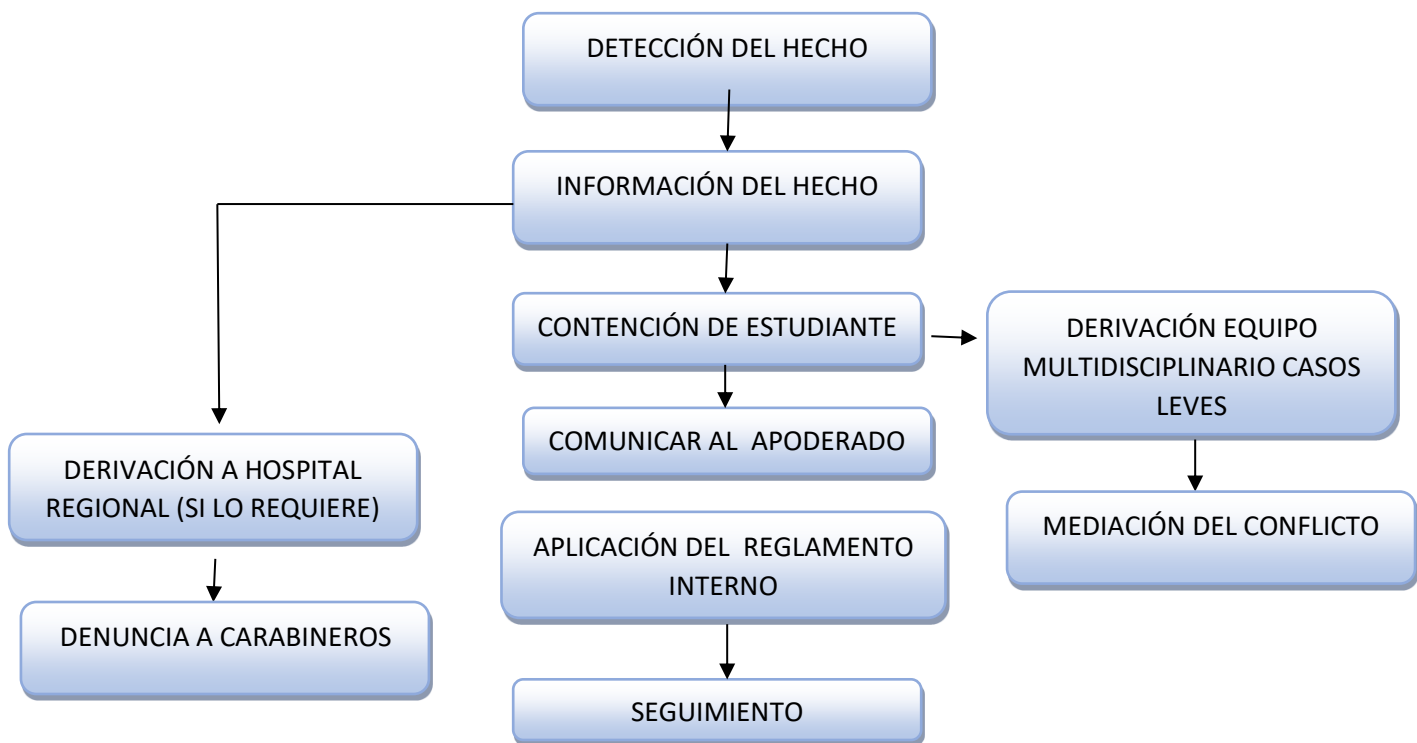 DETECCIÓN DEL HECHO
INFORMACIÓN DEL HECHO
CONTENCIÓN DE ESTUDIANTE
DERIVACIÓN EQUIPO
MULTIDISCIPLINARIO CASOS
LEVES
COMUNICAR AL APODERADO
DERIVACIÓN A HOSPITAL
REGIONAL (SI LO REQUIERE)
MEDIACIÓN DEL CONFLICTO
APLICACIÓN DEL REGLAMENTO
INTERNO
DENUNCIA A CARABINEROS
SEGUIMIENTO